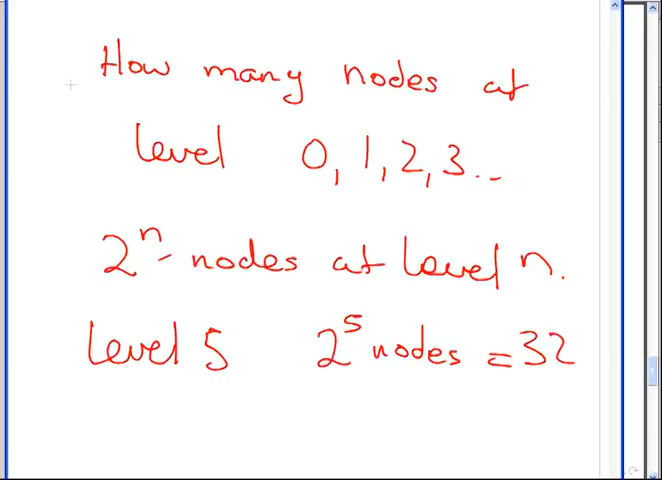 How many nodes at
level 0, 1, 2, 3...
2^n - nodes at level n.
Level 5 2^5 nodes = 32